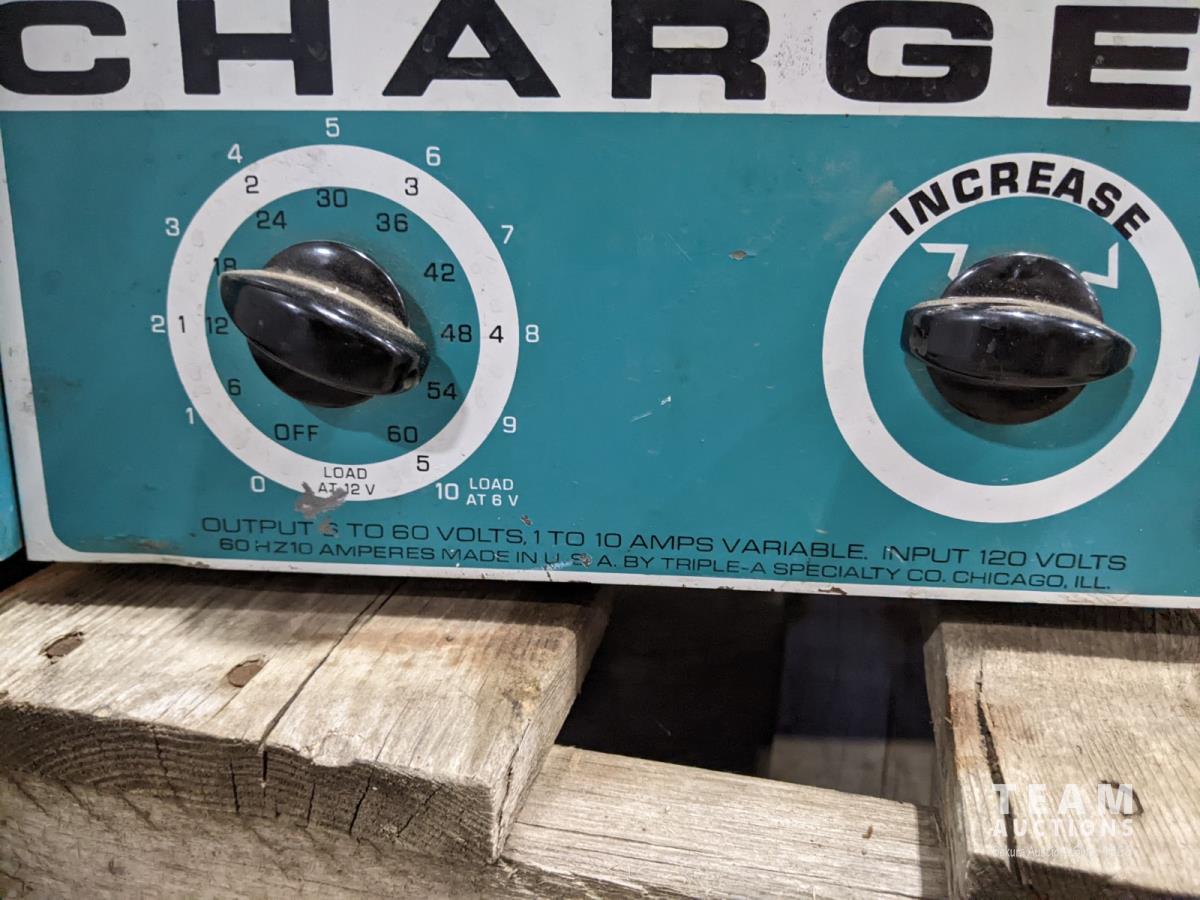 CHARGE
5
4 6
2 3
30
24 36
3 7
18 42
2 1 12 48 4 8
6 54
1 9
OFF 60
5
LOAD
AT 12 V
0 10 LOAD
AT 6 V
INCREASE
OUTPUT 6 TO 60 VOLTS, 1 TO 10 AMPS VARIABLE. INPUT 120 VOLTS
60 HZ 10 AMPERES MADE IN U.S.A. BY TRIPLE-A SPECIALTY CO. CHICAGO, ILL.
TEAM
AUCTIONS